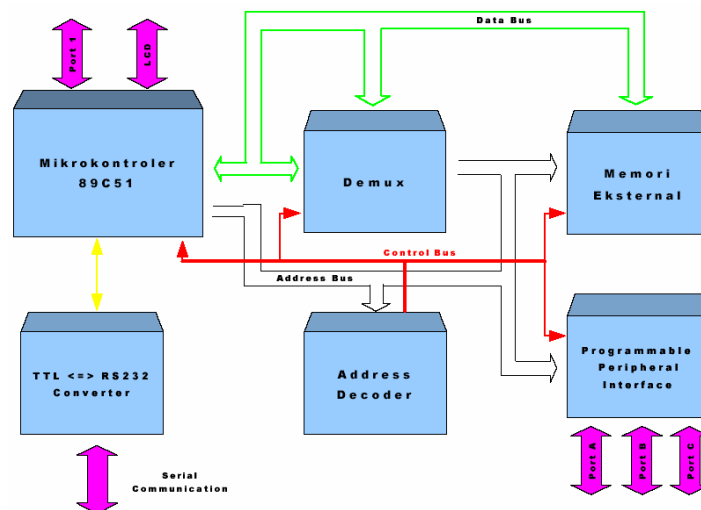 Data Bus
Port 1
LCD
Mikrokontroler
89C51
Demux
Memori
Eksternal
Control Bus
Address Bus
TTL <=> RS232
Converter
Address
Decoder
Programmable
Peripheral
Interface
Port A
Port B
Port C
Serial
Communication